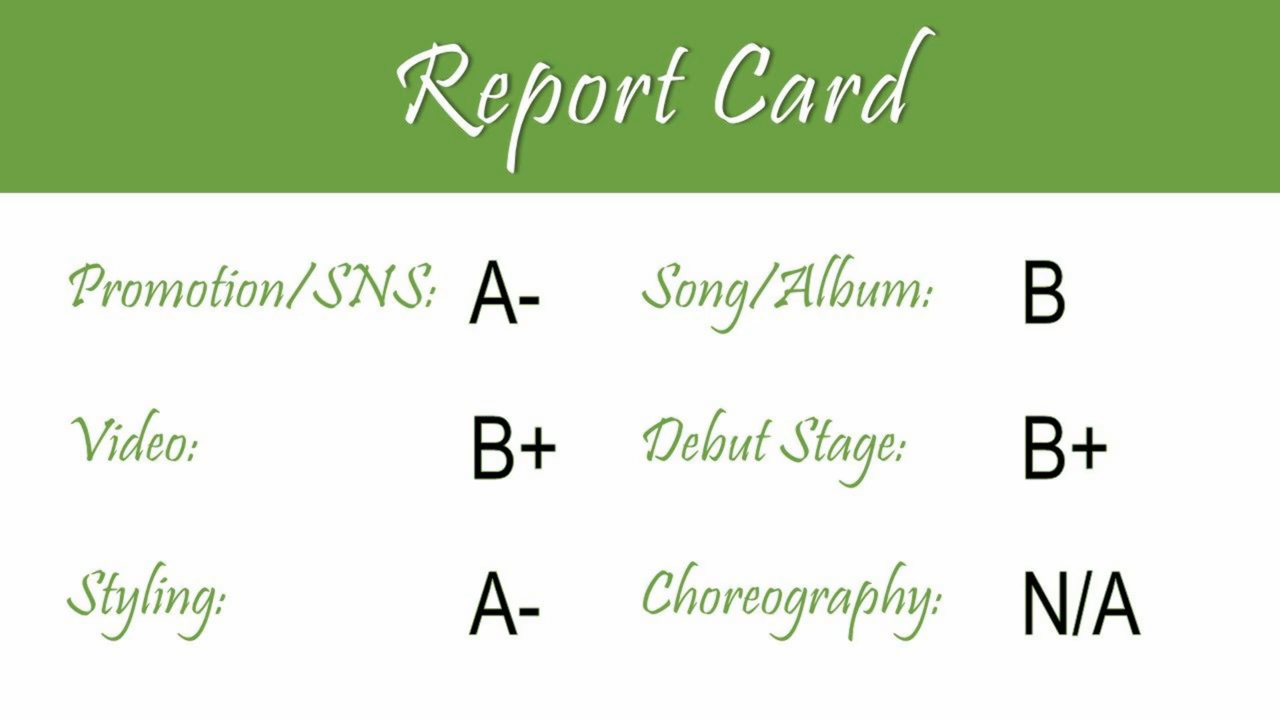 Report Card
Promotion/SNS: A- Song/Album: B
Video: B+ Debut Stage: B+
Styling: A- Choreography: N/A